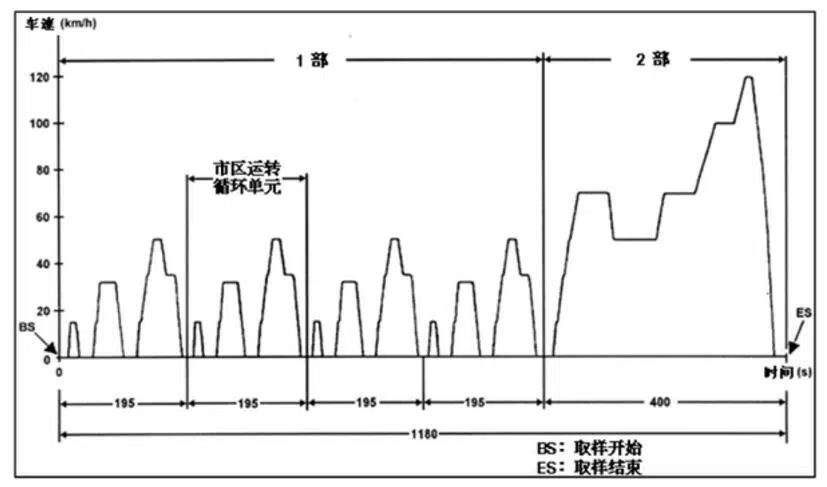 车速 (km/h)
1 部
2 部
120
100
80
市区运转
循环单元
60
40
20
BS
ES
0
0
时间 (s)
195
195
195
195
400
1180
BS：取样开始
ES：取样结束